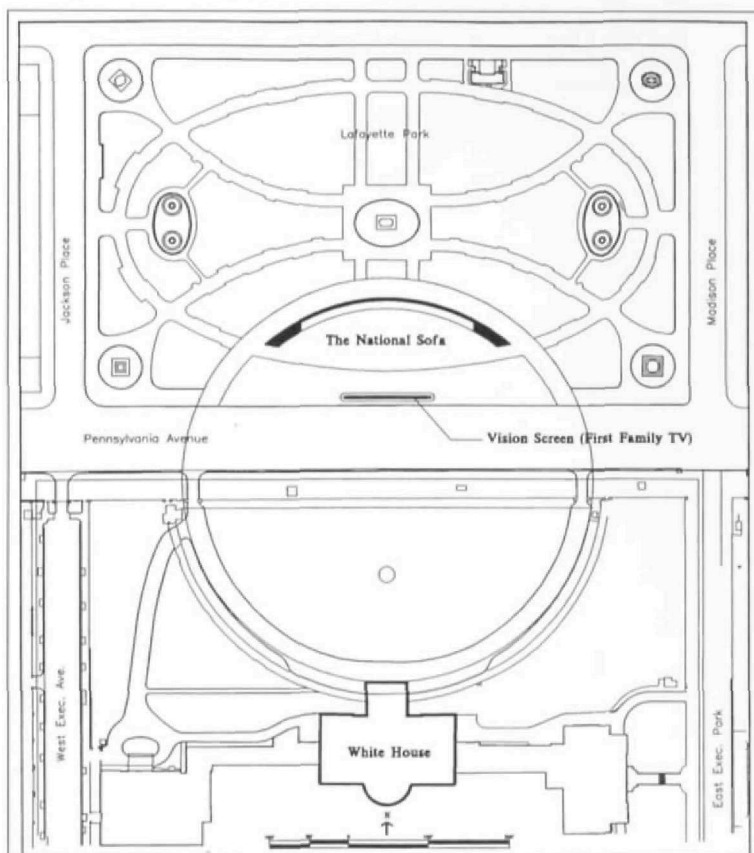 Lafayette Park
Jackson Place
Madison Place
The National Sofa
Pennsylvania Avenue
Vision Screen (First Family TV)
West Exec. Ave.
East Exec. Park
White House
N